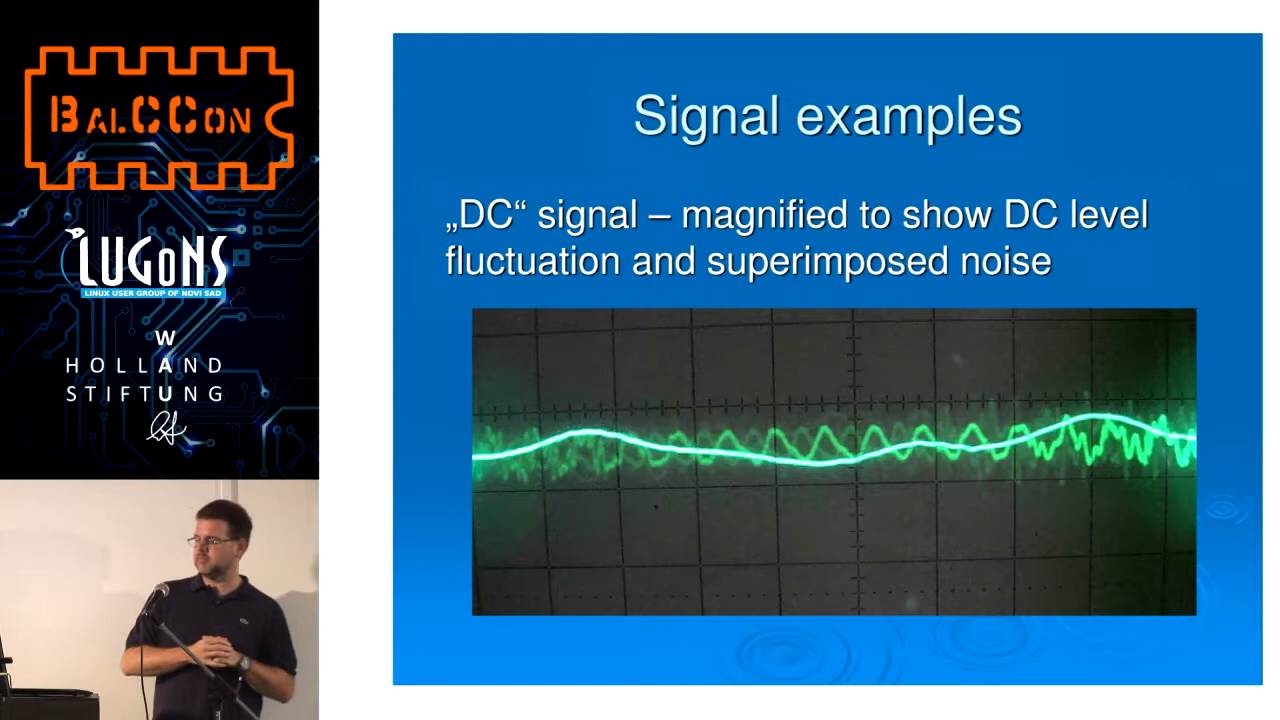 BALCCON
LUGoNS
LINUX USER GROUP OF NOVI SAD
W
HOLLAND
STIFTUNG
Signal examples
„DC“ signal – magnified to show DC level
fluctuation and superimposed noise